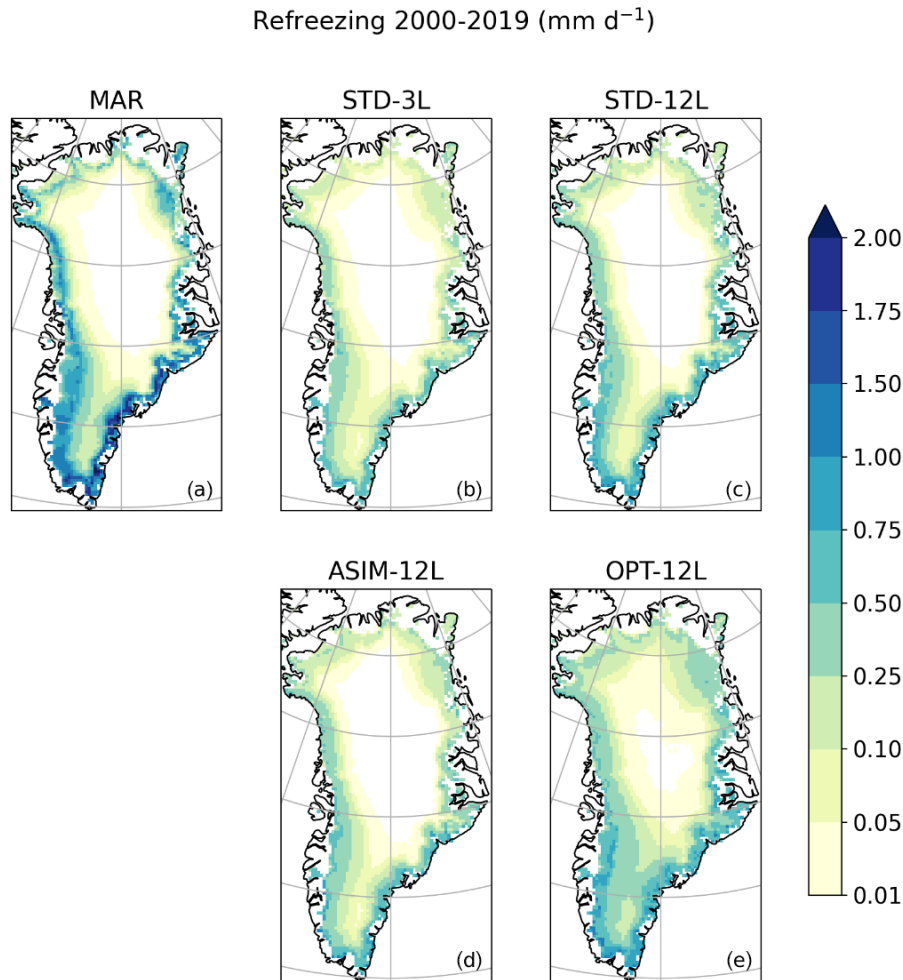 Refreezing 2000-2019 (mm d⁻¹)
MAR
STD-3L
STD-12L
(a)
(b)
(c)
ASIM-12L
OPT-12L
(d)
(e)
2.00
1.75
1.50
1.00
0.75
0.50
0.25
0.10
0.05
0.01